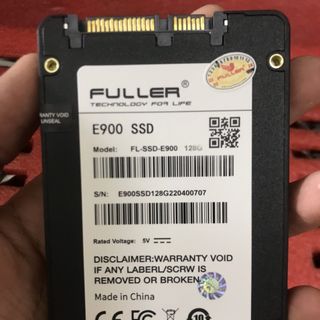 FULLER®
TECHNOLOGY FOR LIFE
FULLER
WARRANTY VOID
UNSEAL
E900 SSD
Model: FL-SSD-E900 128G
S/N: E900SSD128G220400707
Rated Voltage: 5V
DISCLAIMER:WARRANTY VOID
IF ANY LABERL/SCRW IS
REMOVED OR BROKEN
Made in China